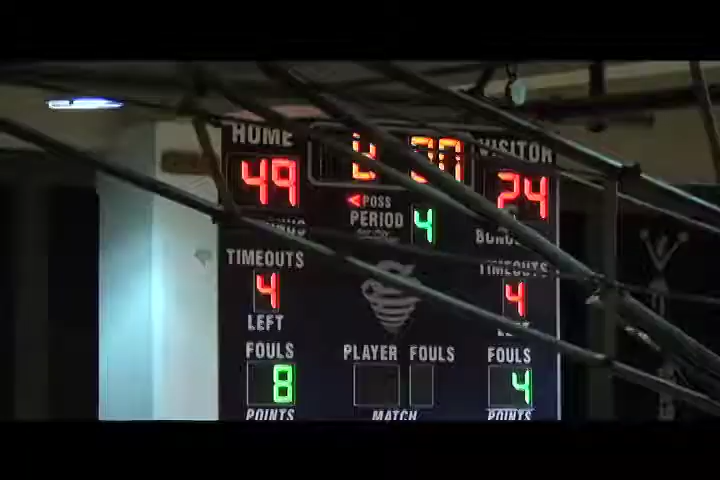 HOME
VISITOR
49
24
POSS
PERIOD 4
TIMEOUTS
TIMEOUTS
4
4
LEFT
FOULS
PLAYER FOULS
FOULS
8
4
POINTS
MATCH
POINTS